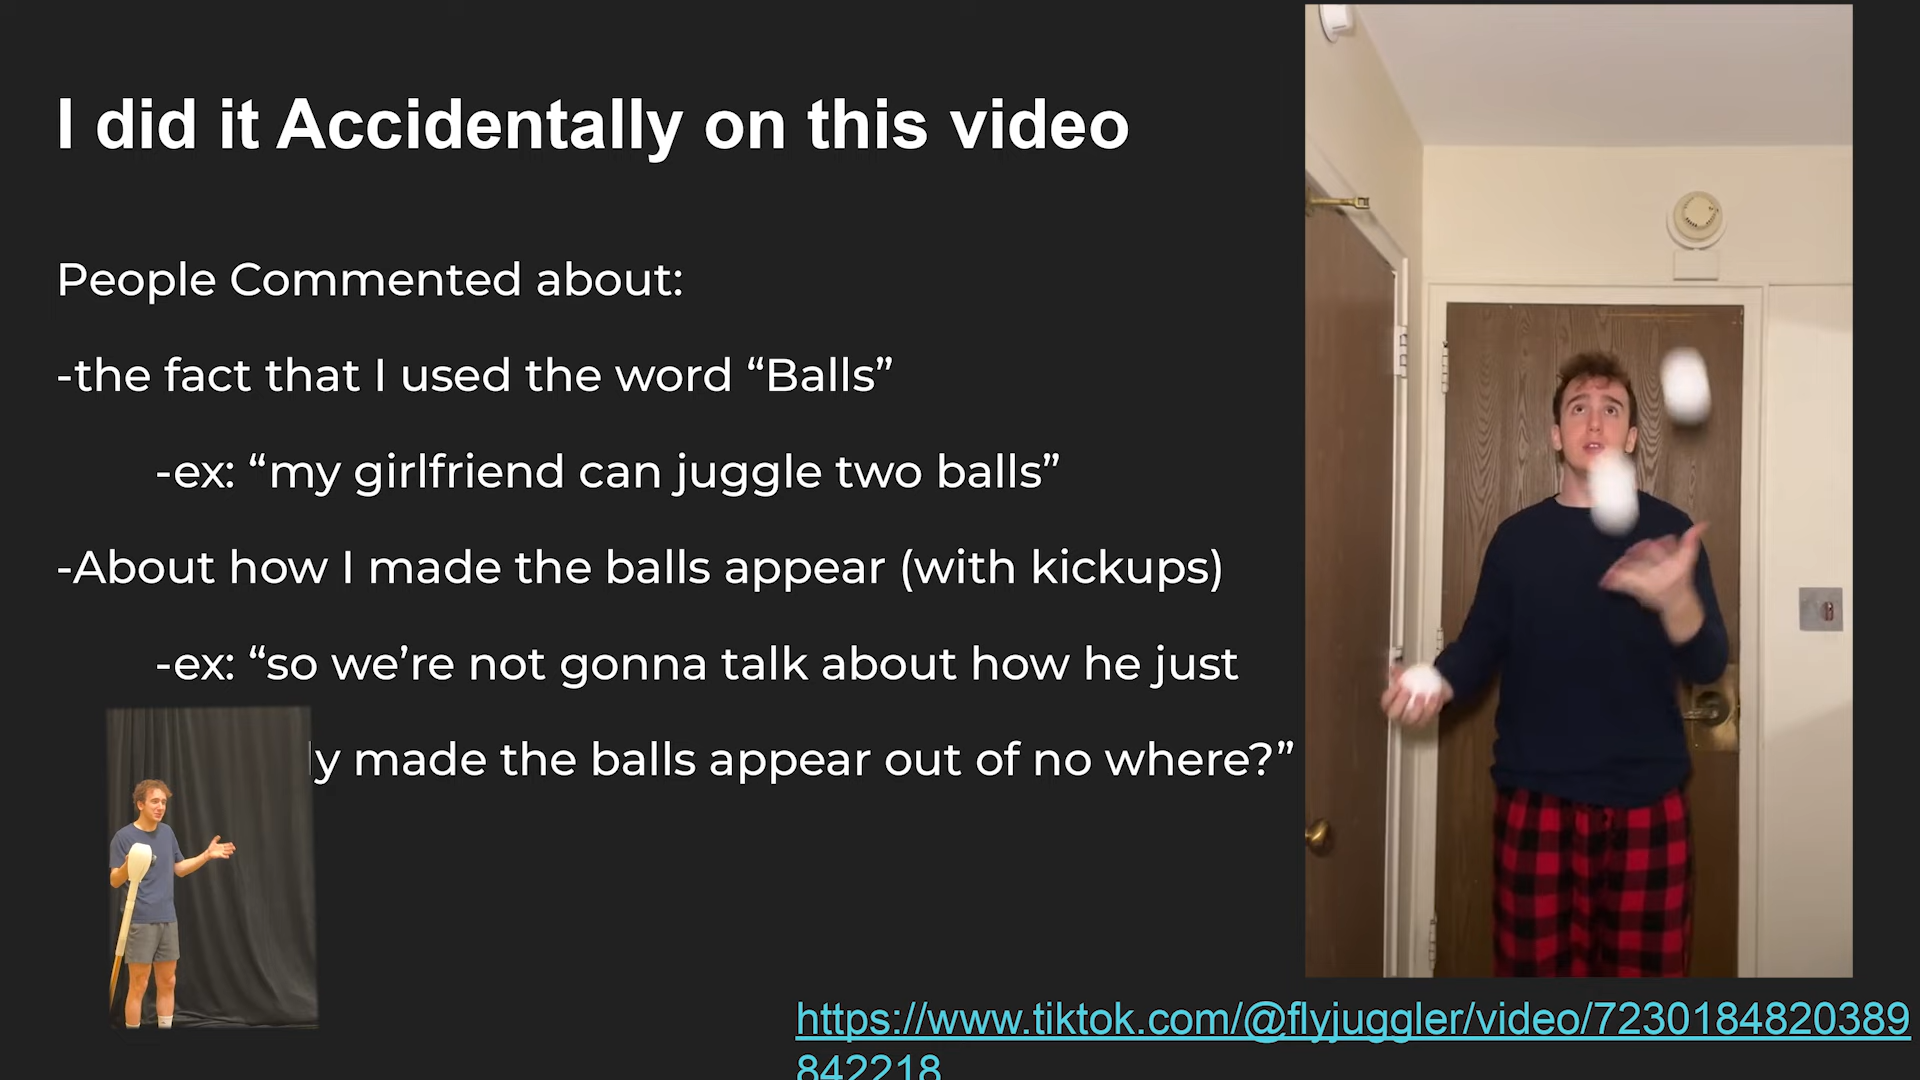 I did it Accidentally on this video
People Commented about:
-the fact that I used the word “Balls”
-ex: “my girlfriend can juggle two balls”
-About how I made the balls appear (with kickups)
-ex: “so we’re not gonna talk about how he just
made the balls appear out of no where?”
https://www.tiktok.com/@flyjuggler/video/7230184820389
842218